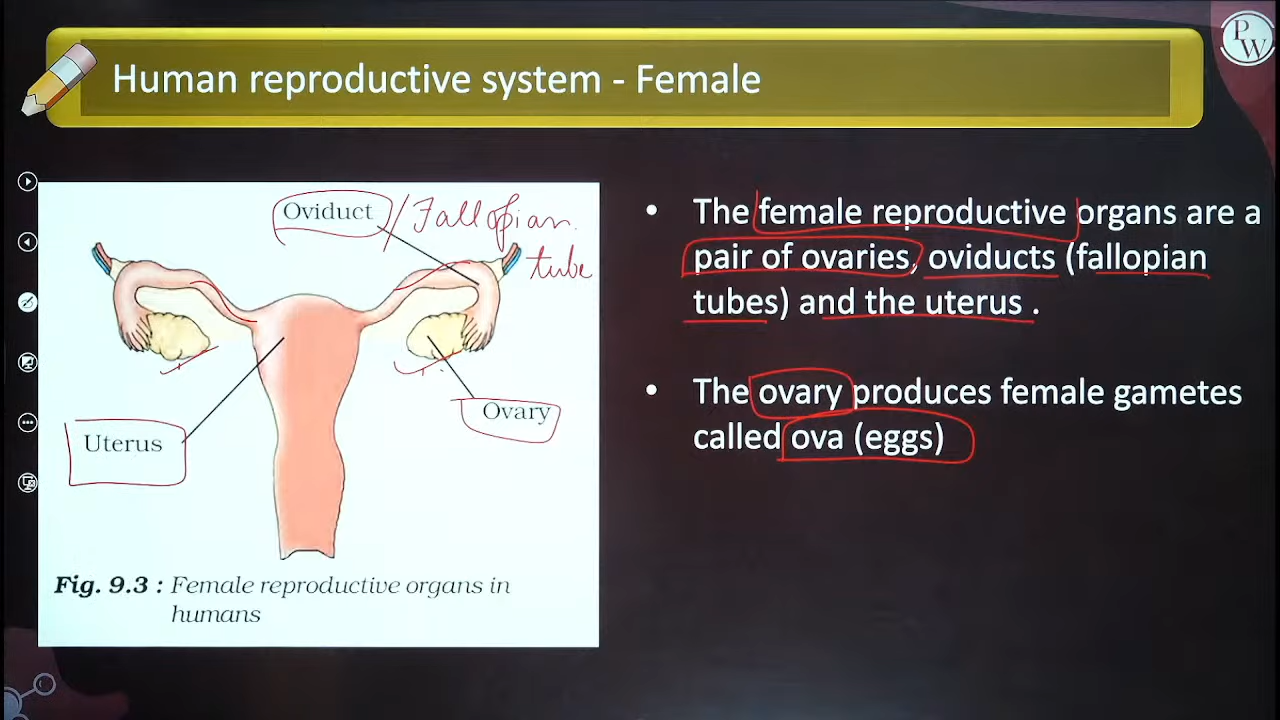 Human reproductive system - Female
PW
Oviduct / Fallopian
tube
Ovary
Uterus
Fig. 9.3 : Female reproductive organs in
humans
• The female reproductive organs are a
pair of ovaries, oviducts (fallopian
tubes) and the uterus .
• The ovary produces female gametes
called ova (eggs)